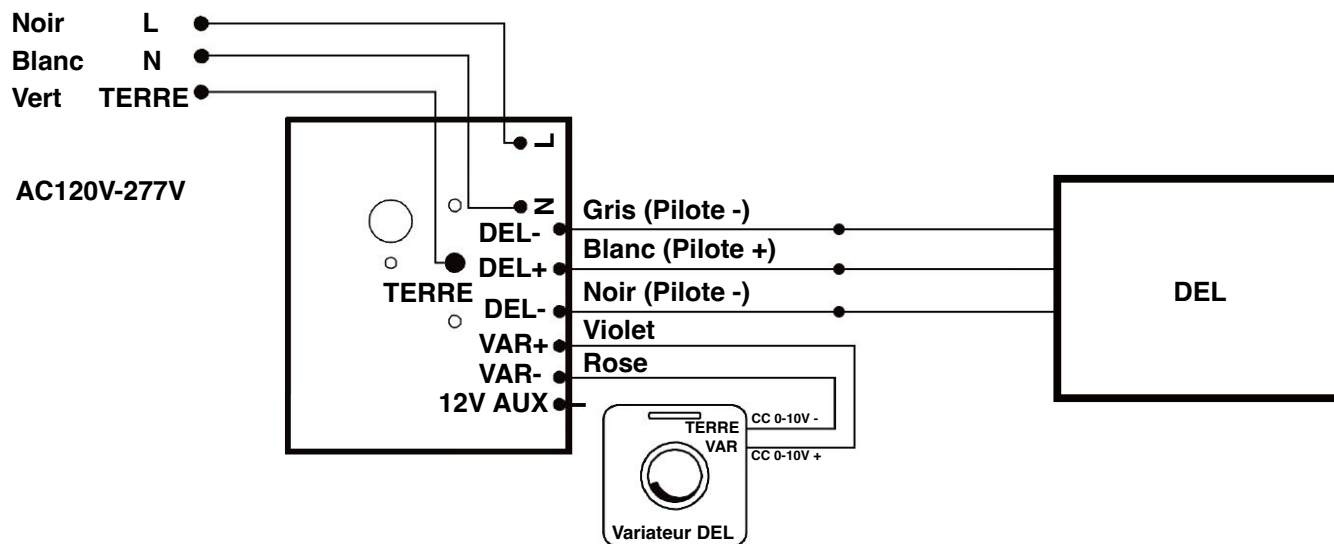 Noir L
Blanc N
Vert TERRE
AC120V-277V
L
N
DEL-
DEL+
TERRE
DEL-
VAR+
VAR-
12V AUX
Gris (Pilote -)
Blanc (Pilote +)
Noir (Pilote -)
Violet
Rose
DEL
TERRE
VAR
CC 0-10V -
CC 0-10V +
Variateur DEL